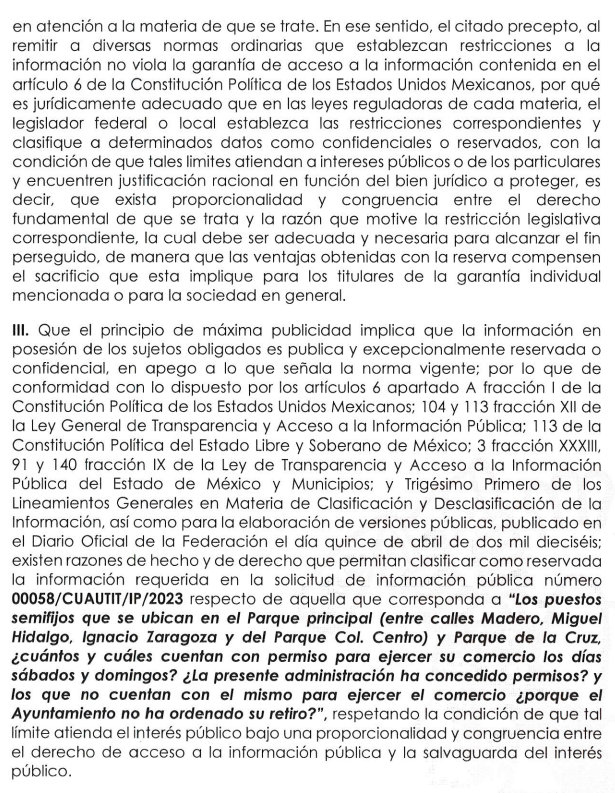 en atención a la materia de que se trate. En ese sentido, el citado precepto, al
remitir a diversas normas ordinarias que establezcan restricciones a la
información no viola la garantía de acceso a la información contenida en el
artículo 6 de la Constitución Política de los Estados Unidos Mexicanos, por qué
es jurídicamente adecuado que en las leyes reguladoras de cada materia, el
legislador federal o local establezca las restricciones correspondientes y
clasifique a determinados datos como confidenciales o reservados, con la
condición de que tales limites atiendan a intereses públicos o de los particulares
y encuentren justificación racional en función del bien jurídico a proteger, es
decir, que exista proporcionalidad y congruencia entre el derecho
fundamental de que se trata y la razón que motive la restricción legislativa
correspondiente, la cual debe ser adecuada y necesaria para alcanzar el fin
perseguido, de manera que las ventajas obtenidas con la reserva compensen
el sacrificio que esta implique para los titulares de la garantía individual
mencionada o para la sociedad en general.
III. Que el principio de máxima publicidad implica que la información en
posesión de los sujetos obligados es publica y excepcionalmente reservada o
confidencial, en apego a lo que señala la norma vigente; por lo que de
conformidad con lo dispuesto por los artículos 6 apartado A fracción I de la
Constitución Política de los Estados Unidos Mexicanos; 104 y 113 fracción XII de
la Ley General de Transparencia y Acceso a la Información Pública; 113 de la
Constitución Política del Estado Libre y Soberano de México; 3 fracción XXXIII,
91 y 140 fracción IX de la Ley de Transparencia y Acceso a la Información
Pública del Estado de México y Municipios; y Trigésimo Primero de los
Lineamientos Generales en Materia de Clasificación y Desclasificación de la
Información, así como para la elaboración de versiones públicas, publicado en
el Diario Oficial de la Federación el día quince de abril de dos mil dieciséis;
existen razones de hecho y de derecho que permitan clasificar como reservada
la información requerida en la solicitud de información pública número
00058/CUAUTIT/IP/2023 respecto de aquella que corresponda a “Los puestos
semifijos que se ubican en el Parque principal (entre calles Madero, Miguel
Hidalgo, Ignacio Zaragoza y del Parque Col. Centro) y Parque de la Cruz,
¿cuántos y cuáles cuentan con permiso para ejercer su comercio los días
sábados y domingos? ¿La presente administración ha concedido permisos? y
los que no cuentan con el mismo para ejercer el comercio ¿porque el
Ayuntamiento no ha ordenado su retiro?”, respetando la condición de que tal
límite atienda el interés público bajo una proporcionalidad y congruencia entre
el derecho de acceso a la información pública y la salvaguarda del interés
público.